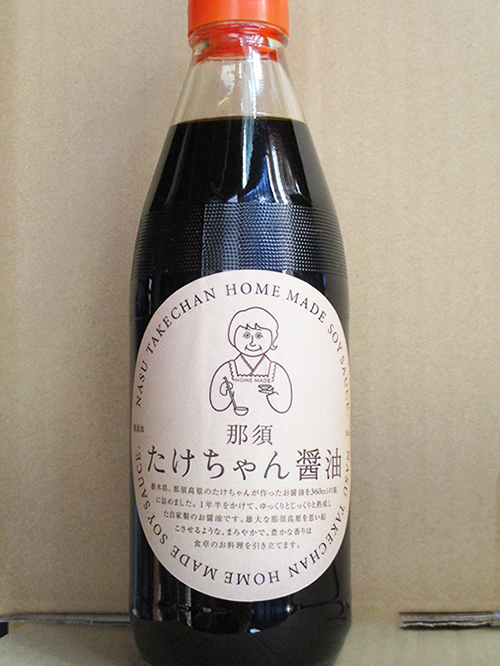 NASU TAKECHAN HOME MADE SOY SAUCE
HOME MADE
那須
たけちゃん醤油
栃木県、那須高原のたけちゃんが作ったお醤油を360mlの瓶
に詰めました。1年半をかけて、ゆっくりとじっくりと熟成し
た自家製のお醤油です。雄大な那須高原を思い起
こさせるような、まろやかで、豊かな香りは
食卓のお料理を引き立てます。
NASU TAKECHAN HOME MADE SOY SAUCE